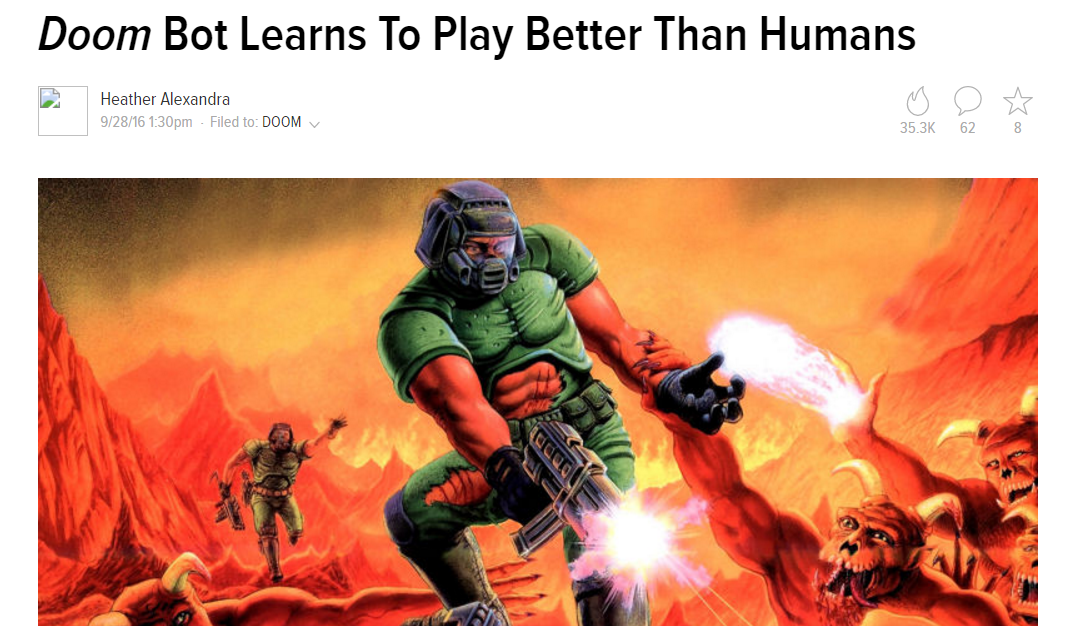 Doom Bot Learns To Play Better Than Humans
Heather Alexandra
9/28/16 1:30pm · Filed to: DOOM
35.3K 62 8